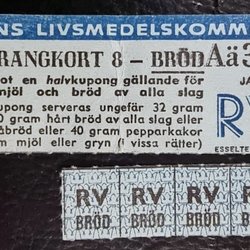 NS LIVSMEDELSKOMM
RANGKORT 8 – BRÖD Aä
ot en halvkupong gällande för
mjöl och bröd av alla slag
kupong serveras ungefär 32 gram
0 gram hårt bröd av alla slag eller
åbröd eller 40 gram pepparkakor
m mjöl eller gryn (i vissa rätter)
JA
R
ESSELTE
RV RV RV
BRÖD BRÖD BRÖD